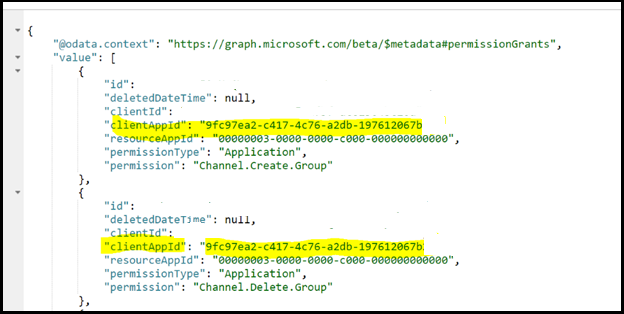 {
"@odata.context": "https://graph.microsoft.com/beta/$metadata#permissionGrants",
"value": [
{
"id":
"deletedDateTime": null,
"clientId":
"clientAppId": "9fc97ea2-c417-4c76-a2db-197612067b
"resourceAppId": "00000003-0000-0000-c000-000000000000",
"permissionType": "Application",
"permission": "Channel.Create.Group"
},
{
"id":
"deletedDateTime": null,
"clientId":
"clientAppId": "9fc97ea2-c417-4c76-a2db-197612067b
"resourceAppId": "00000003-0000-0000-c000-000000000000",
"permissionType": "Application",
"permission": "Channel.Delete.Group"
},